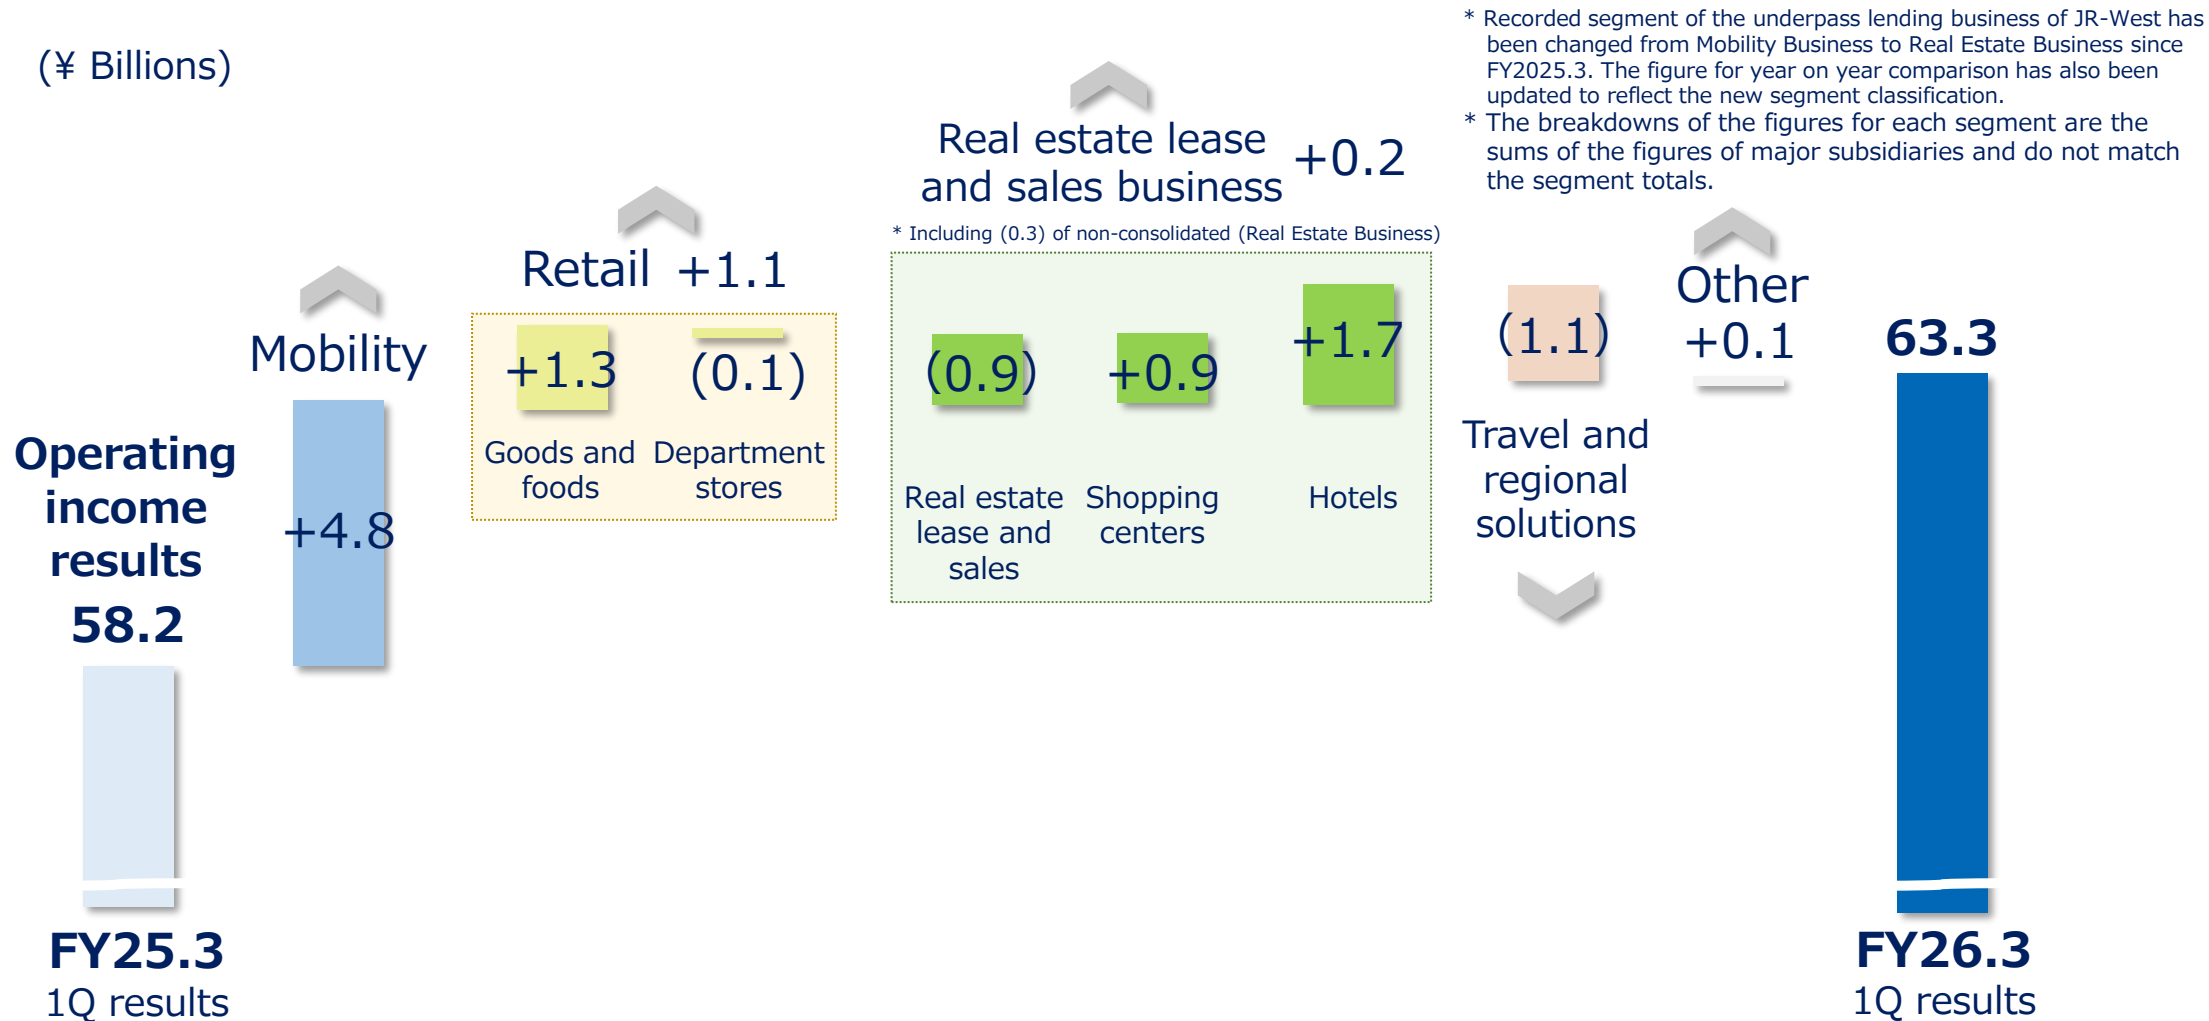 (¥ Billions)
* Recorded segment of the underpass lending business of JR-West has
been changed from Mobility Business to Real Estate Business since
FY2025.3. The figure for year on year comparison has also been
updated to reflect the new segment classification.
* The breakdowns of the figures for each segment are the
sums of the figures of major subsidiaries and do not match
the segment totals.
Operating
income
results
58.2
FY25.3
1Q results
Mobility
+4.8
Retail +1.1
+1.3
(0.1)
Goods and
foods
Department
stores
Real estate lease
and sales business
+0.2
* Including (0.3) of non-consolidated (Real Estate Business)
(0.9)
+0.9
+1.7
Real estate
lease and
sales
Shopping
centers
Hotels
(1.1)
Travel and
regional
solutions
Other
+0.1
63.3
FY26.3
1Q results